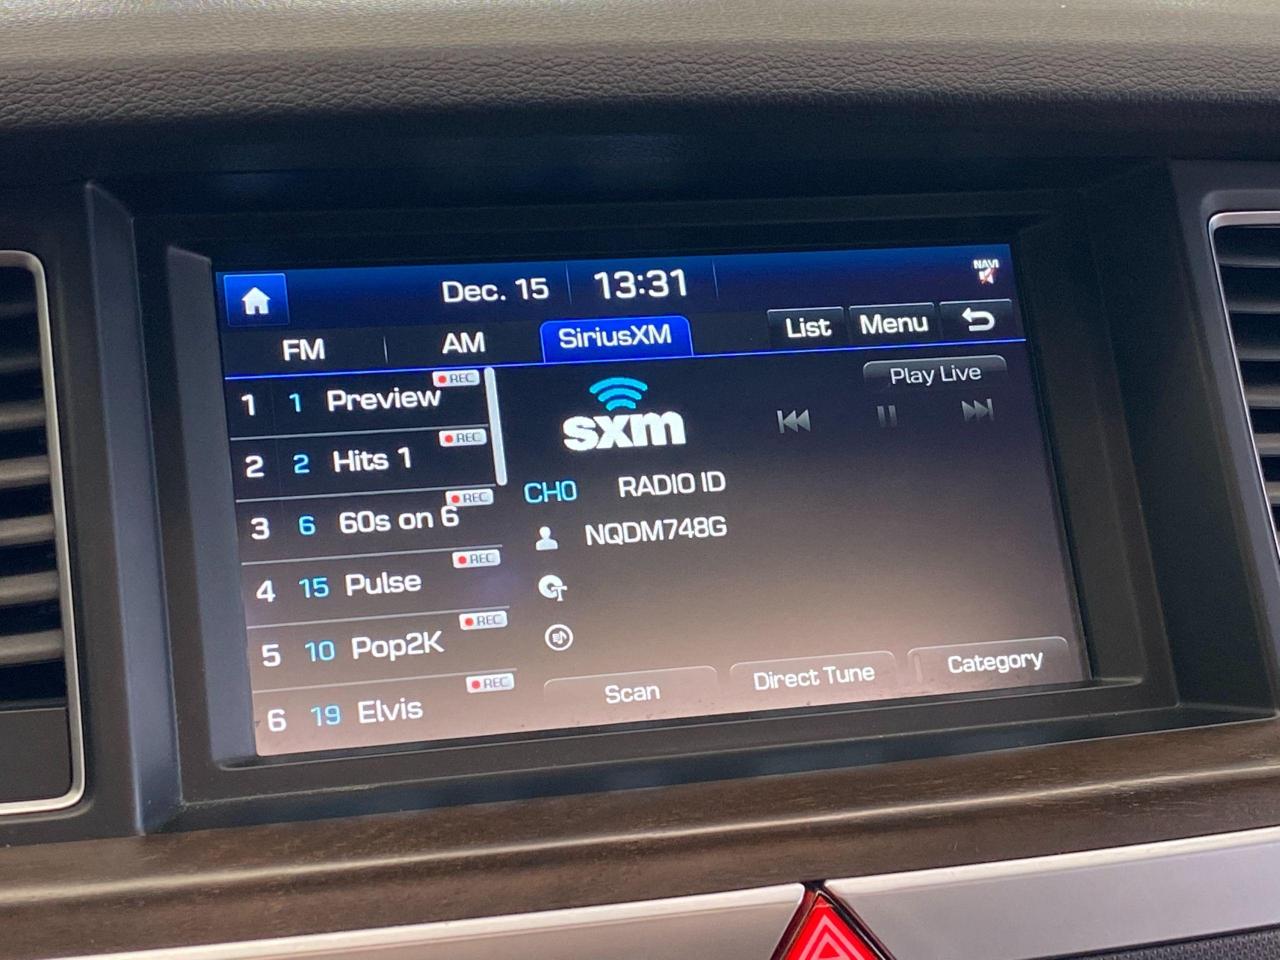 Dec. 15 13:31 NAVI
FM AM SiriusXM List Menu
Play Live
1 1 Preview REC
2 2 Hits 1 REC
3 6 60s on 6 REC
4 15 Pulse REC
5 10 Pop2K REC
6 19 Elvis REC
sxm
CH0 RADIO ID
NQDM748G
Scan Direct Tune Category